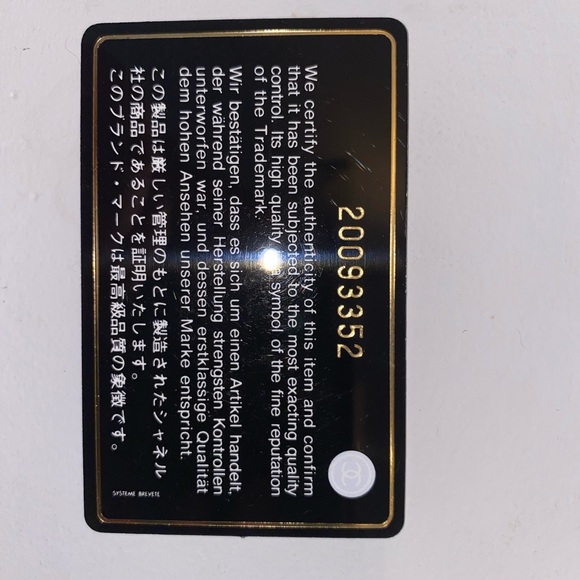 20093352
We certify the authenticity of this item and confirm
that it has been subjected to the most exacting quality
control. Its high quality symbol of the fine reputation
of the Trademark.
Wir bestätigen, dass es sich um einen Artikel handelt,
der während seiner Herstellung strengsten Kontrollen
unterworfen war, und dessen erstklassige Qualität
dem hohen Ansehen unserer Marke entspricht.
この製品は厳しい管理のもとに製造されたシャネル
社の商品であることを証明いたします。
このブランド・マークは最高級品質の象徴です。
SYSTEME BREVETE